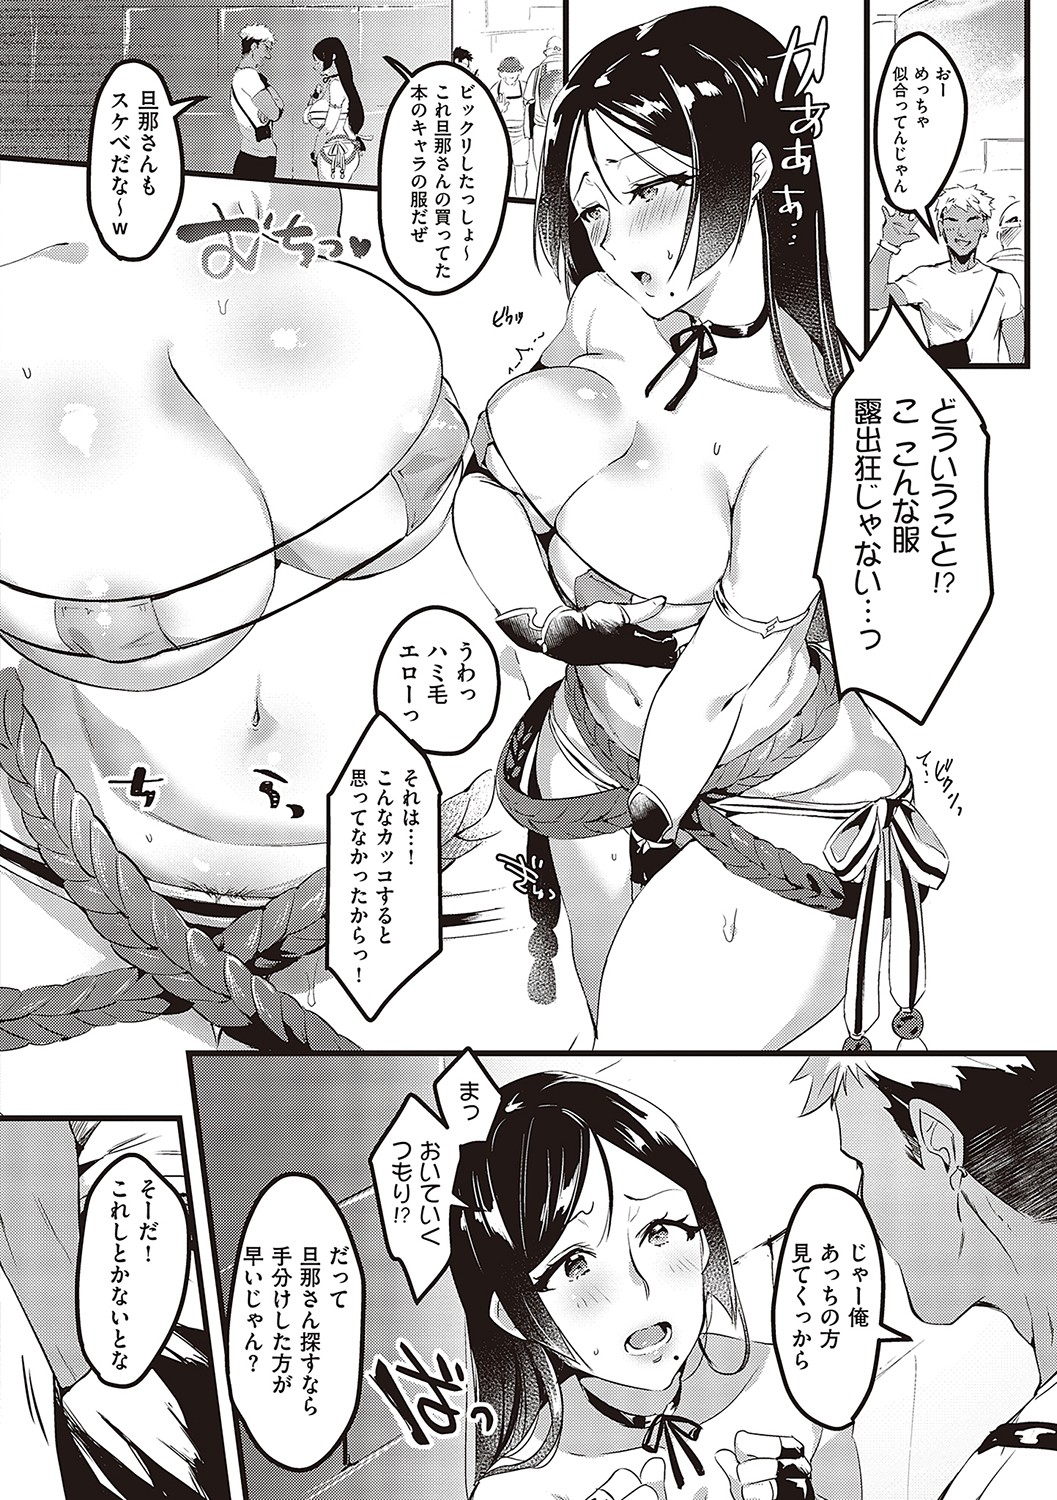 おー
めっちゃ
似合ってんじゃん
かぁぁぁ…
どういうこと!?
こ こんな服
露出狂じゃない…っ
ビックリしたっしょ～
これ旦那さんの買ってた
本のキャラの服だぜ
旦那さんも
スケベだな～w
むちっ♥
ピクッ
うわっ
ハミ毛
エローっ
それは…!
こんなカッコすると
思ってなかったからっ!
じゃー俺
あっちの方
見てくっから
まっ
おいていく
つもり!?
だって
旦那さん探すなら
手分けした方が
早いじゃん?
そーだ!
これしとかないとな